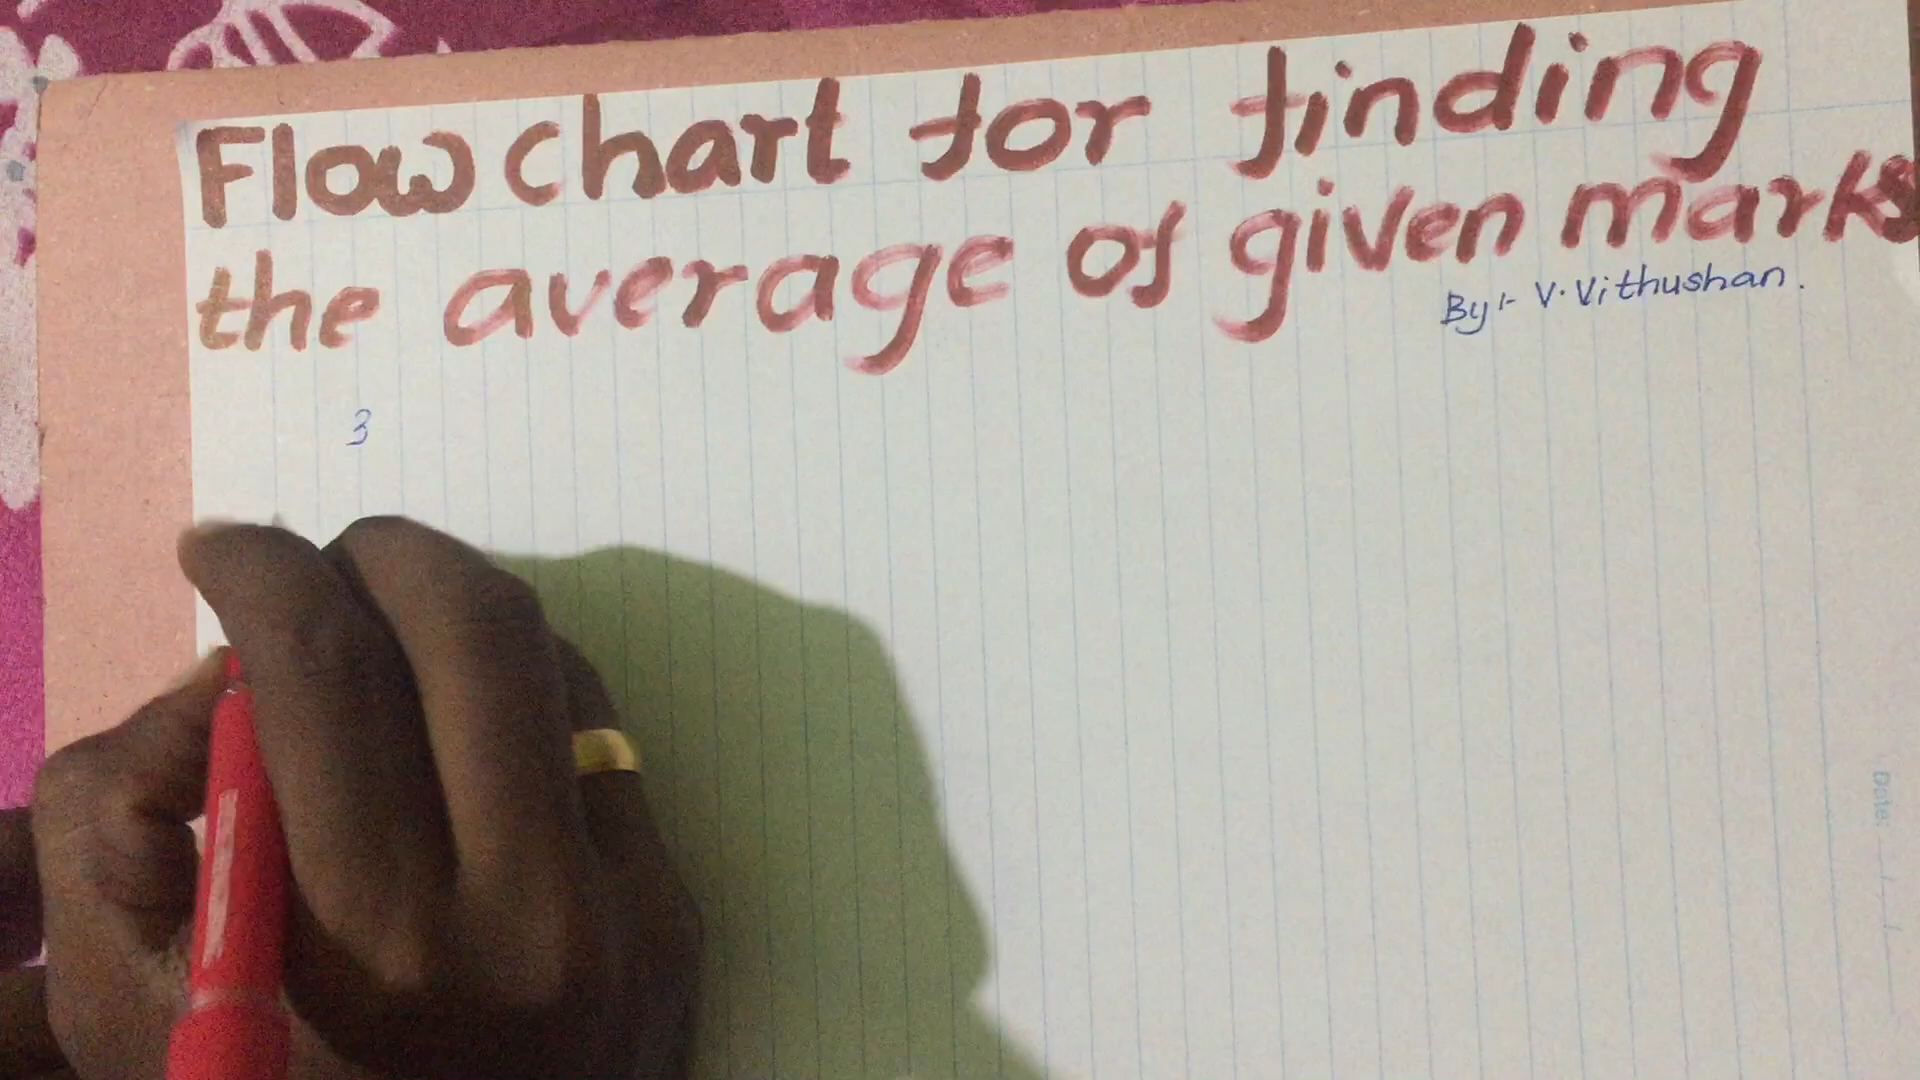 Flow chart for finding
the average of given marks
By:- V. Vithushan.
3
Date: